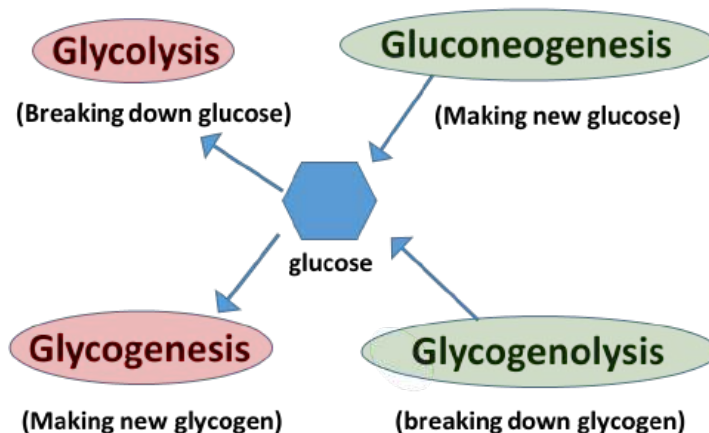 Glycolysis
Gluconeogenesis
(Breaking down glucose)
(Making new glucose)
glucose
Glycogenesis
Glycogenolysis
(Making new glycogen)
(breaking down glycogen)